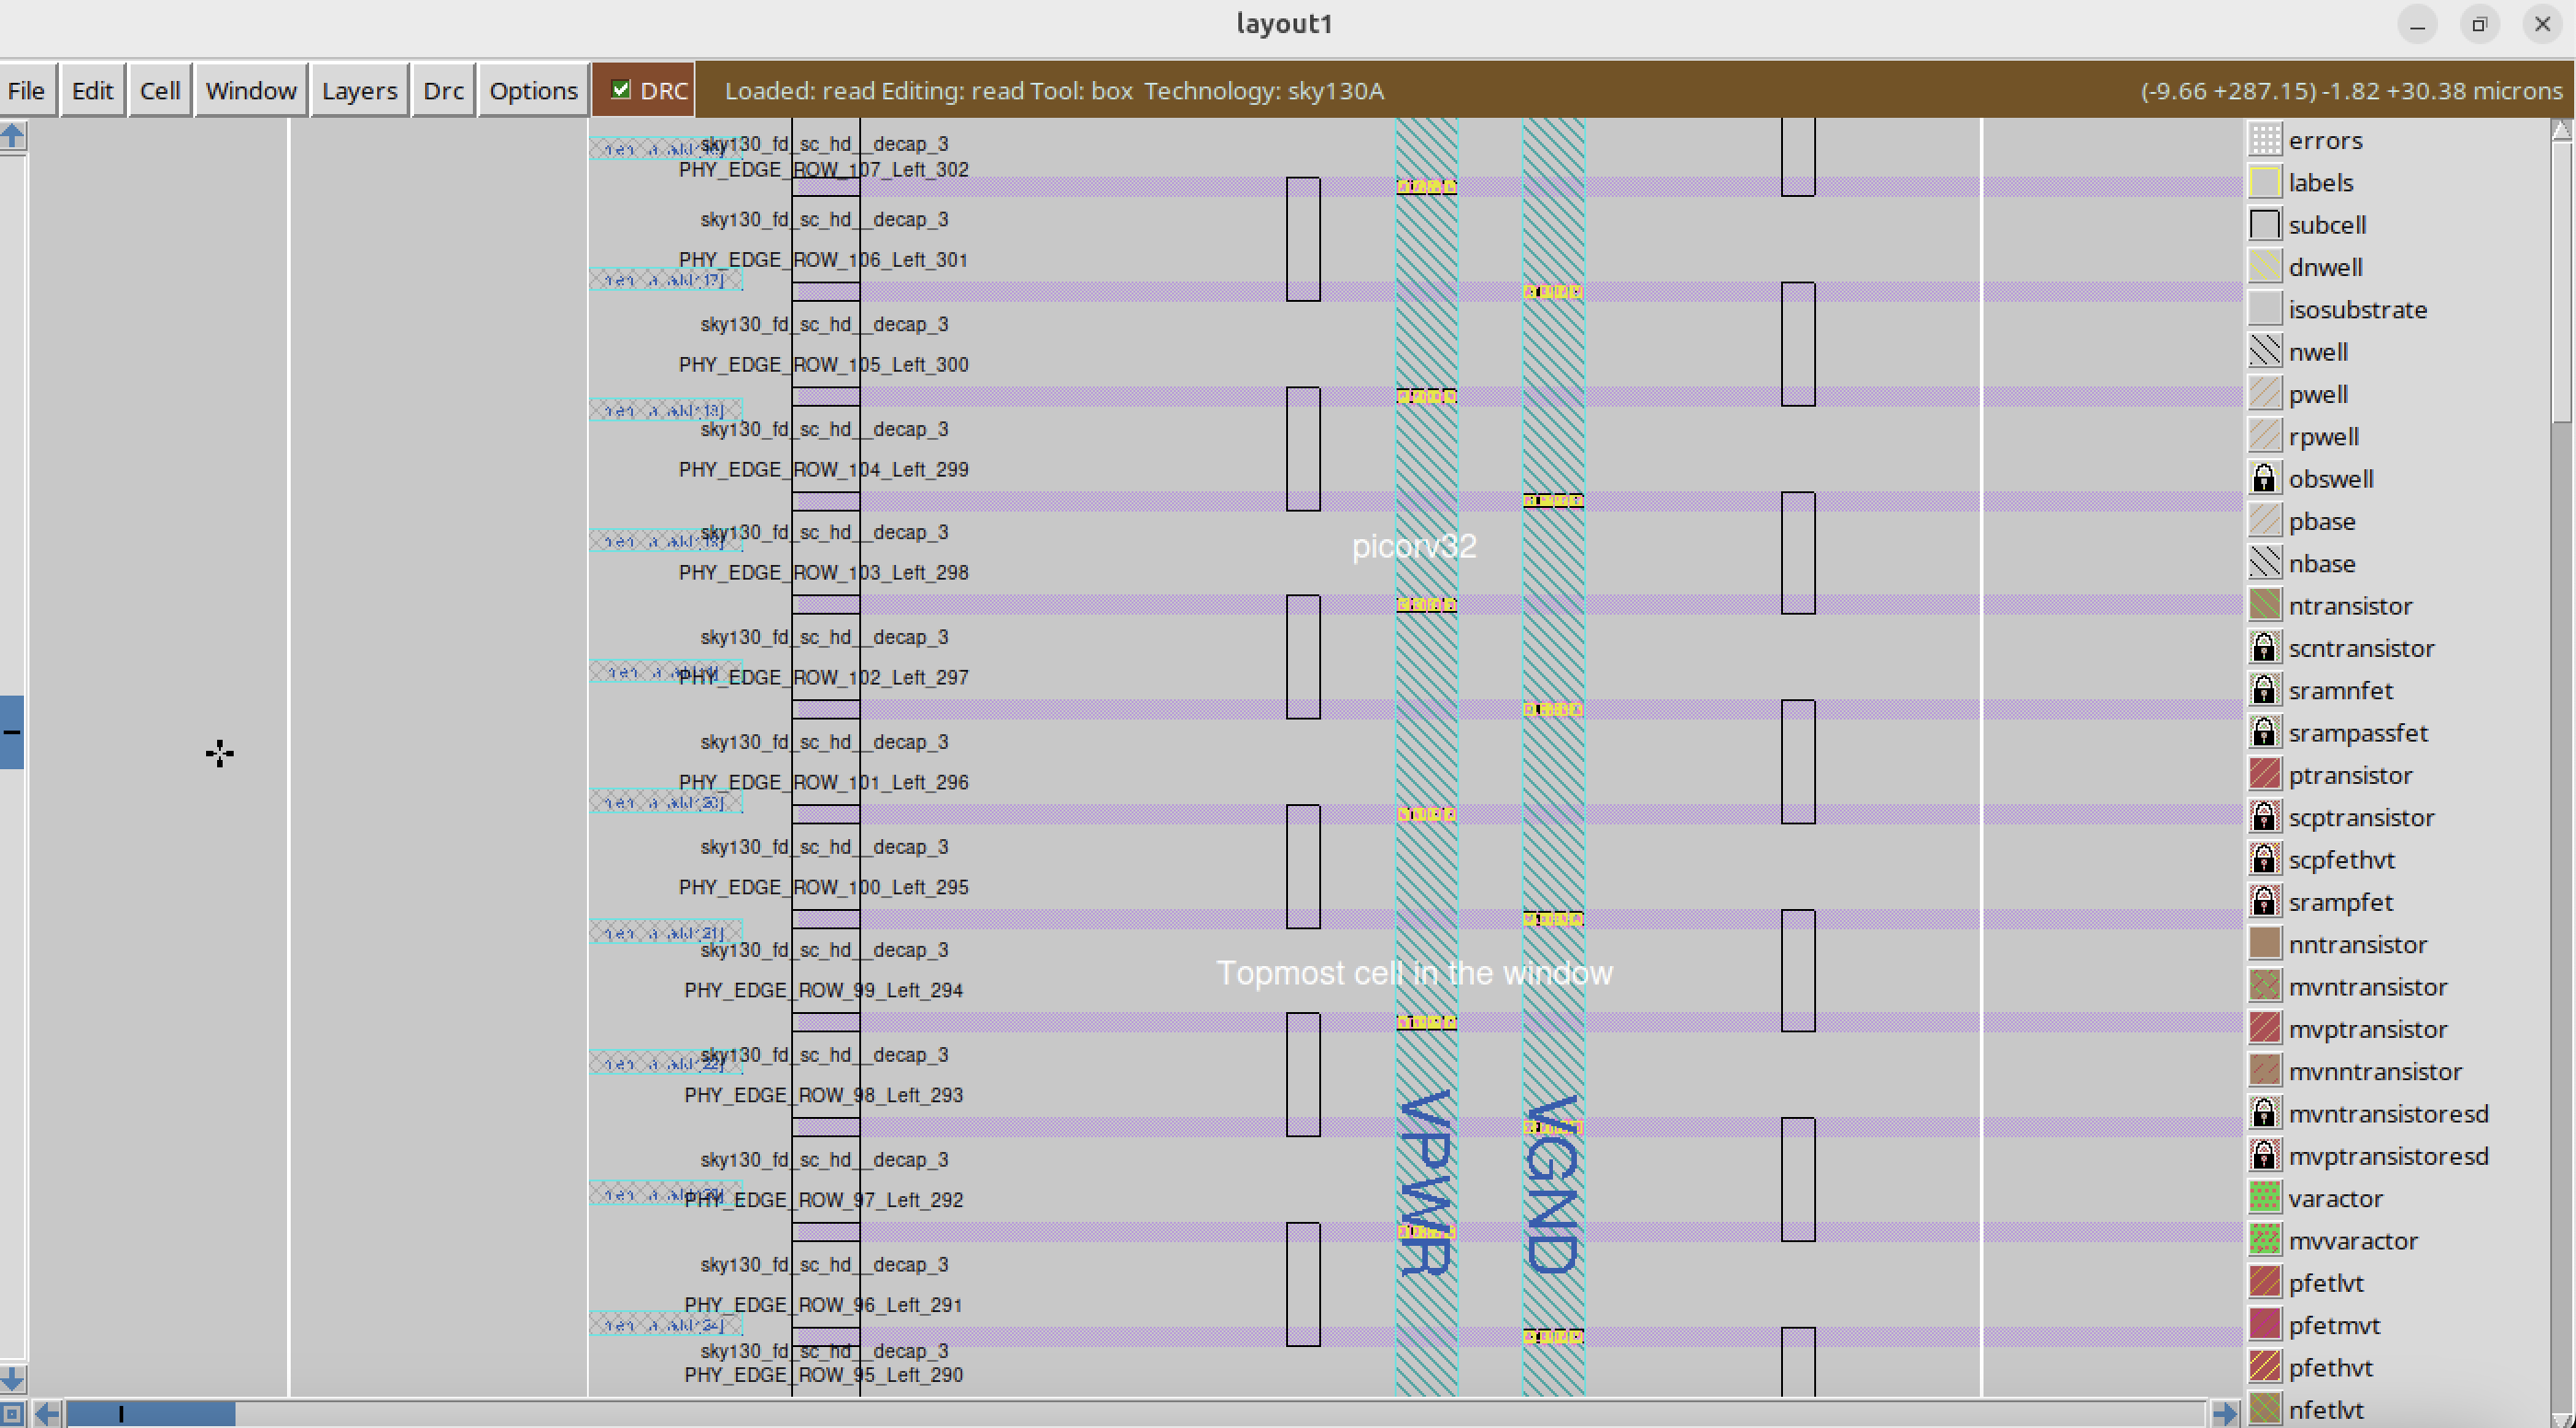 layout1
File Edit Cell Window Layers Drc Options DRC Loaded: read Editing: read Tool: box Technology: sky130A (-9.66 +287.15) -1.82 +30.38 microns
sky130_fd_sc_hd__decap_3
PHY_EDGE_ROW_107_Left_302
sky130_fd_sc_hd__decap_3
PHY_EDGE_ROW_106_Left_301
sky130_fd_sc_hd__decap_3
PHY_EDGE_ROW_105_Left_300
sky130_fd_sc_hd__decap_3
PHY_EDGE_ROW_104_Left_299
sky130_fd_sc_hd__decap_3
PHY_EDGE_ROW_103_Left_298
sky130_fd_sc_hd__decap_3
PHY_EDGE_ROW_102_Left_297
sky130_fd_sc_hd__decap_3
PHY_EDGE_ROW_101_Left_296
sky130_fd_sc_hd__decap_3
PHY_EDGE_ROW_100_Left_295
sky130_fd_sc_hd__decap_3
PHY_EDGE_ROW_99_Left_294
sky130_fd_sc_hd__decap_3
PHY_EDGE_ROW_98_Left_293
sky130_fd_sc_hd__decap_3
PHY_EDGE_ROW_97_Left_292
sky130_fd_sc_hd__decap_3
PHY_EDGE_ROW_96_Left_291
sky130_fd_sc_hd__decap_3
PHY_EDGE_ROW_95_Left_290
picorv32
Topmost cell in the window
VPWR
VGND
errors
labels
subcell
dnwell
isosubstrate
nwell
pwell
rpwell
obswell
pbase
nbase
ntransistor
scntransistor
sramnfet
srampassfet
ptransistor
scptransistor
scpfethvt
srampfet
nntransistor
mvntransistor
mvptransistor
mvnntransistor
mvntransistoresd
mvptransistoresd
varactor
mvvaractor
pfetlvt
pfetmvt
pfethvt
nfetlvt